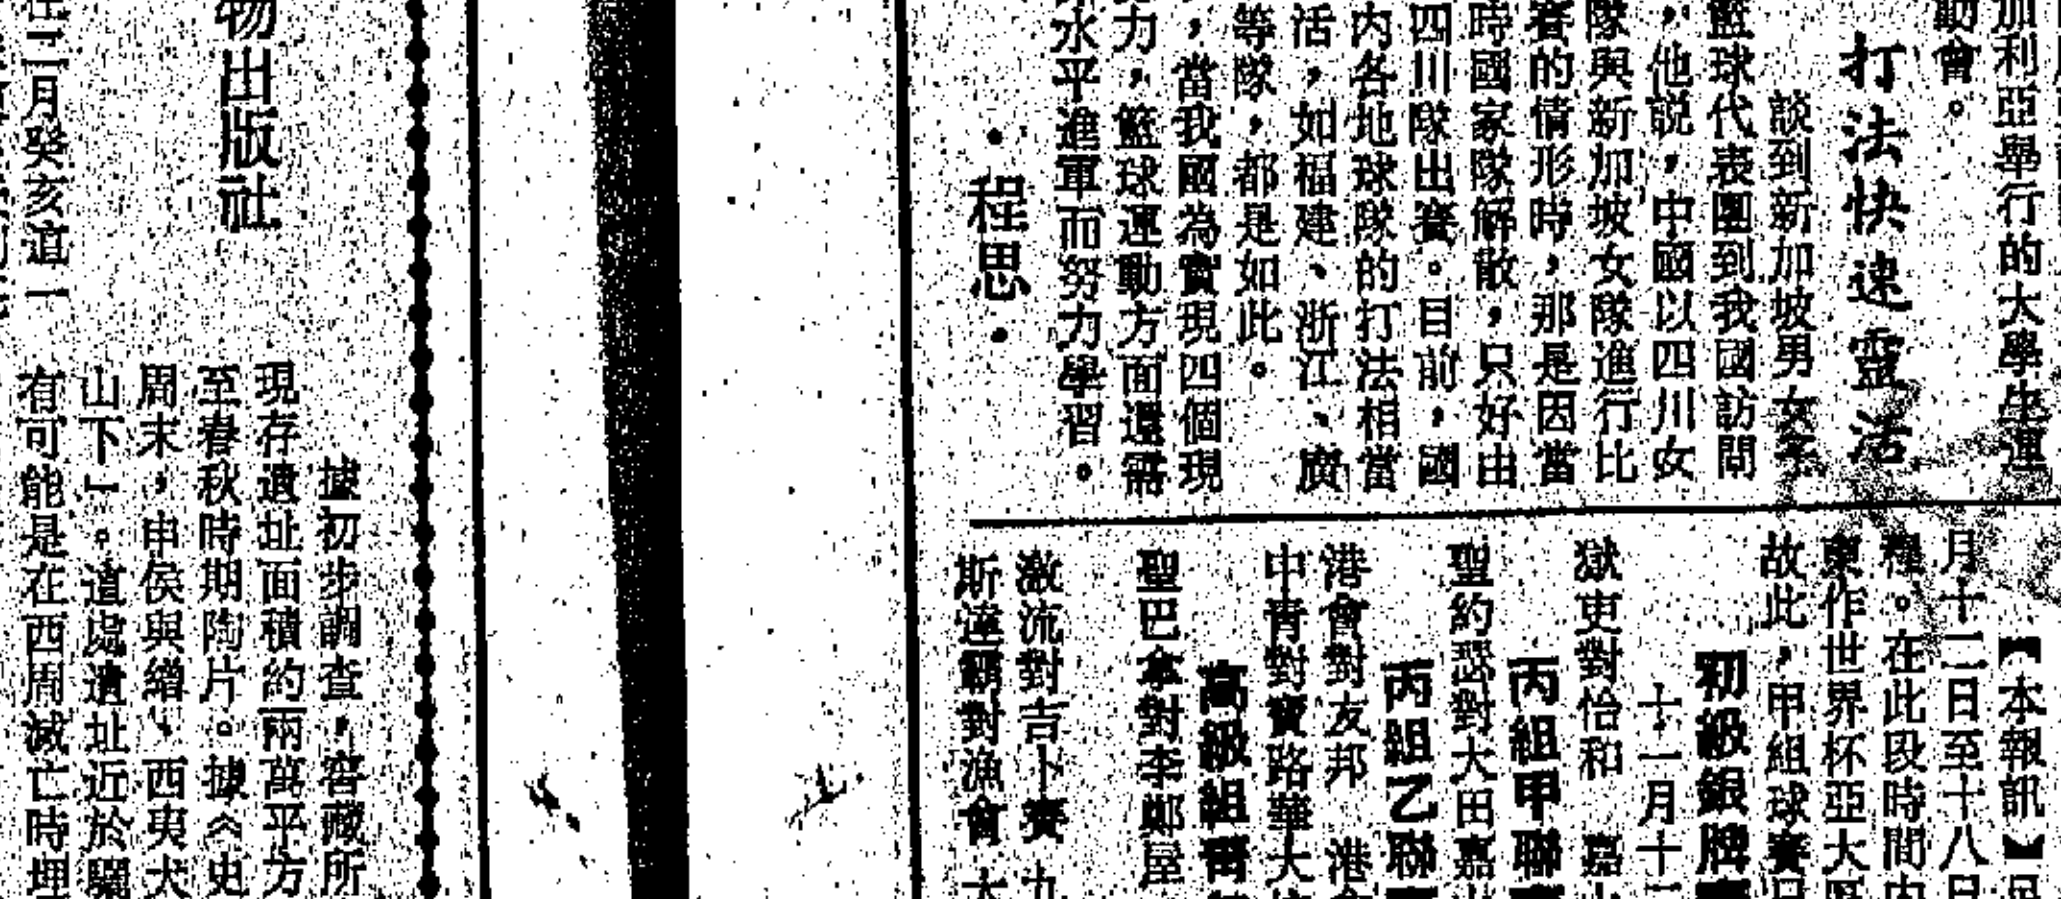 加利亞舉行的大學生運
動會。
打法快速靈活
談到新加坡男女
籃球代表團到我國訪問
，他説，中國以四川女
隊與新加坡女隊進行比
賽的情形時，那是因當
時國家隊解散，只好由
四川隊出賽。目前，國
內各地球隊的打法相當
活，如福建、浙江、廣
等隊，都是如此。
，當我國為實現四個現
力，籃球運動方面還需
水平進軍而努力學習。
·程思·
【本報訊】
月十二日至十八日
程。在此段時間內
東作世界杯亞大區
故此，甲組球賽
初級銀牌
十一月十二
獄吏對怡和 嘉
丙組甲聯
聖約瑟對大田嘉
丙組乙聯
港會對友邦 港會
中青對寶路華大
高級組
聖巴拿對李鄭屋
激流對吉卜賽 九
斯達霸對漁會 大
物出版社
在二月癸亥這一
據初步調查，窖藏所
現存遺址面積約兩萬平方
至春秋時期陶片。據《史
周末，申侯與繒、西夷犬
山下」。這處遺址近於驪
有可能是在西周滅亡時埋